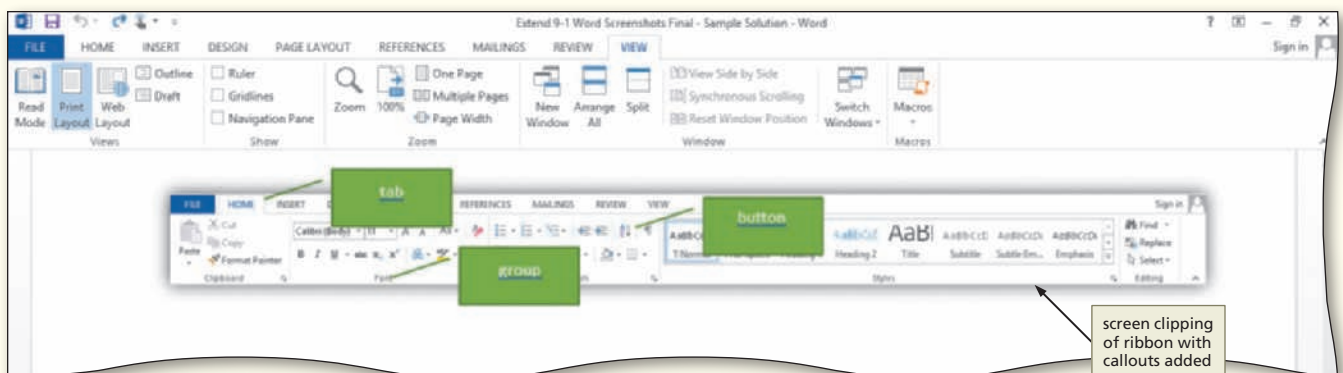 Extend 9-1 Word Screenshots Final - Sample Solution - Word
FILE HOME INSERT DESIGN PAGE LAYOUT REFERENCES MAILINGS REVIEW VIEW Sign in
Read Mode
Print Layout
Web Layout
Outline
Draft
Views
Ruler
Gridlines
Navigation Pane
Show
Zoom
100%
One Page
Multiple Pages
Page Width
Zoom
New Window
Arrange All
Split
View Side by Side
Synchronous Scrolling
Reset Window Position
Switch Windows
Window
Macros
Macros
FILE HOME INSERT REFERENCES MAILINGS REVIEW VIEW Sign in
tab
button
group
Paste
Cut
Copy
Format Painter
Clipboard
Calibri (Body) 11
Font
Heading 2
Title
Subtitle
Subtle Em...
Emphasis
Styles
Find
Replace
Select
Editing
screen clipping
of ribbon with
callouts added